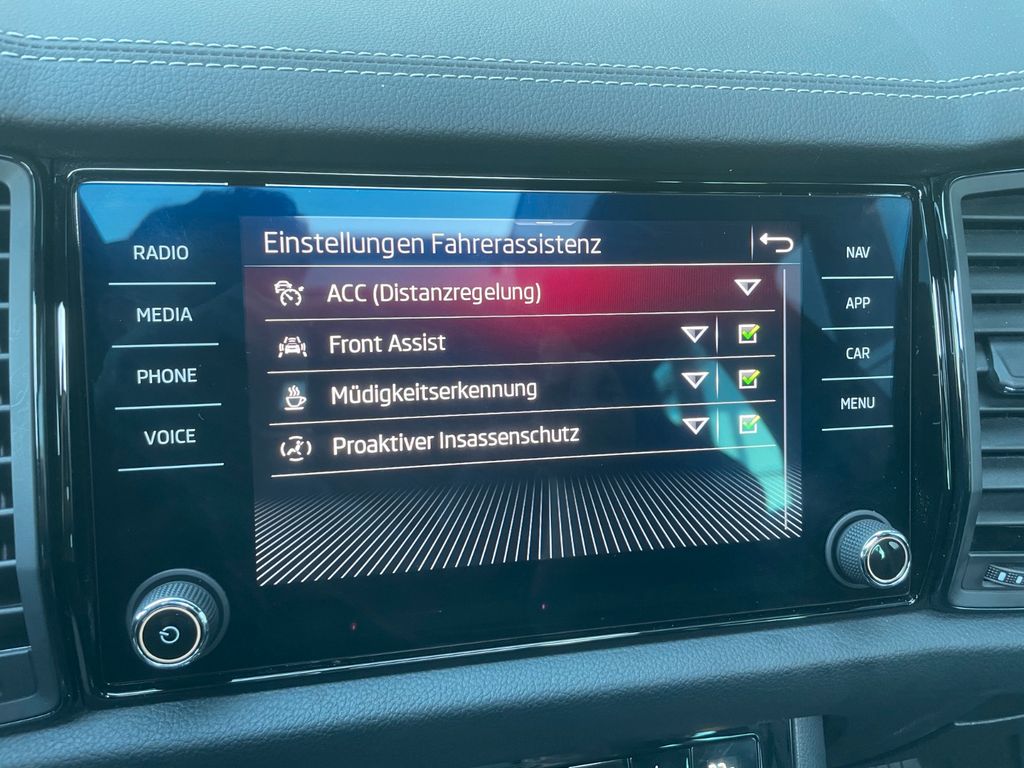 RADIO
MEDIA
PHONE
VOICE
Einstellungen Fahrerassistenz
ACC (Distanzregelung)
Front Assist
Müdigkeitserkennung
Proaktiver Insassenschutz
NAV
APP
CAR
MENU